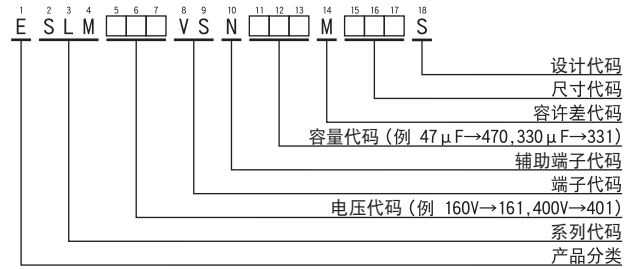 1 2 3 4 5 6 7 8 9 10 11 12 13 14 15 16 17 18
E S L M □□□ V S N □□□ M □□□ S
设计代码
尺寸代码
容许差代码
容量代码（例 47μF→470,330μF→331）
辅助端子代码
端子代码
电压代码（例 160V→161,400V→401）
系列代码
产品分类